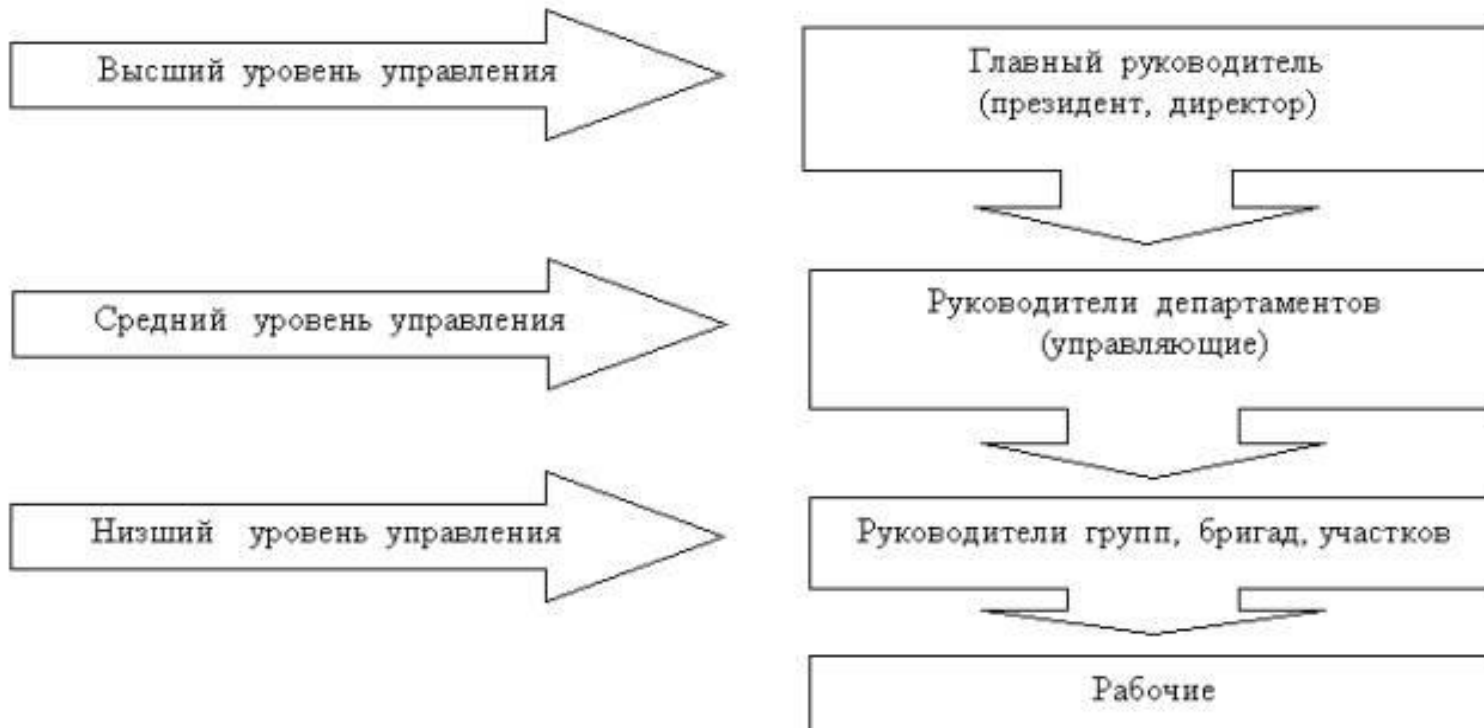 Высший уровень управления
Главный руководитель
(президент, директор)
Средний уровень управления
Руководители департаментов
(управляющие)
Низший уровень управления
Руководители групп, бригад, участков
Рабочие